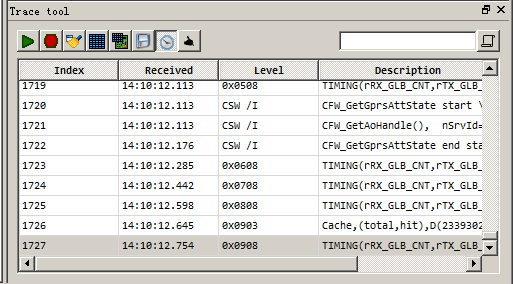 Trace tool
Index Received Level Description
1719 14:10:12.113 0x0508 TIMING(rRX_GLB_CNT,rTX_GLB_
1720 14:10:12.113 CSW /I CFW_GetGprsAttState start \
1721 14:10:12.113 CSW /I CFW_GetAoHandle(), nSrvId=
1722 14:10:12.176 CSW /I CFW_GetGprsAttState end sta
1723 14:10:12.285 0x0608 TIMING(rRX_GLB_CNT,rTX_GLB_
1724 14:10:12.442 0x0708 TIMING(rRX_GLB_CNT,rTX_GLB_
1725 14:10:12.598 0x0808 TIMING(rRX_GLB_CNT,rTX_GLB_
1726 14:10:12.645 0x0903 Cache,(total,hit),D(2339302
1727 14:10:12.754 0x0908 TIMING(rRX_GLB_CNT,rTX_GLB_